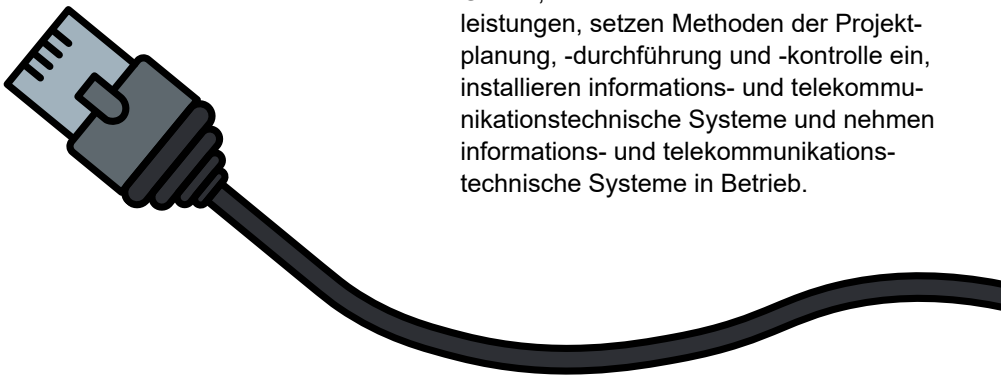 leistungen, setzen Methoden der Projekt-
planung, -durchführung und -kontrolle ein,
installieren informations- und telekommu-
nikationstechnische Systeme und nehmen
informations- und telekommunikations-
technische Systeme in Betrieb.